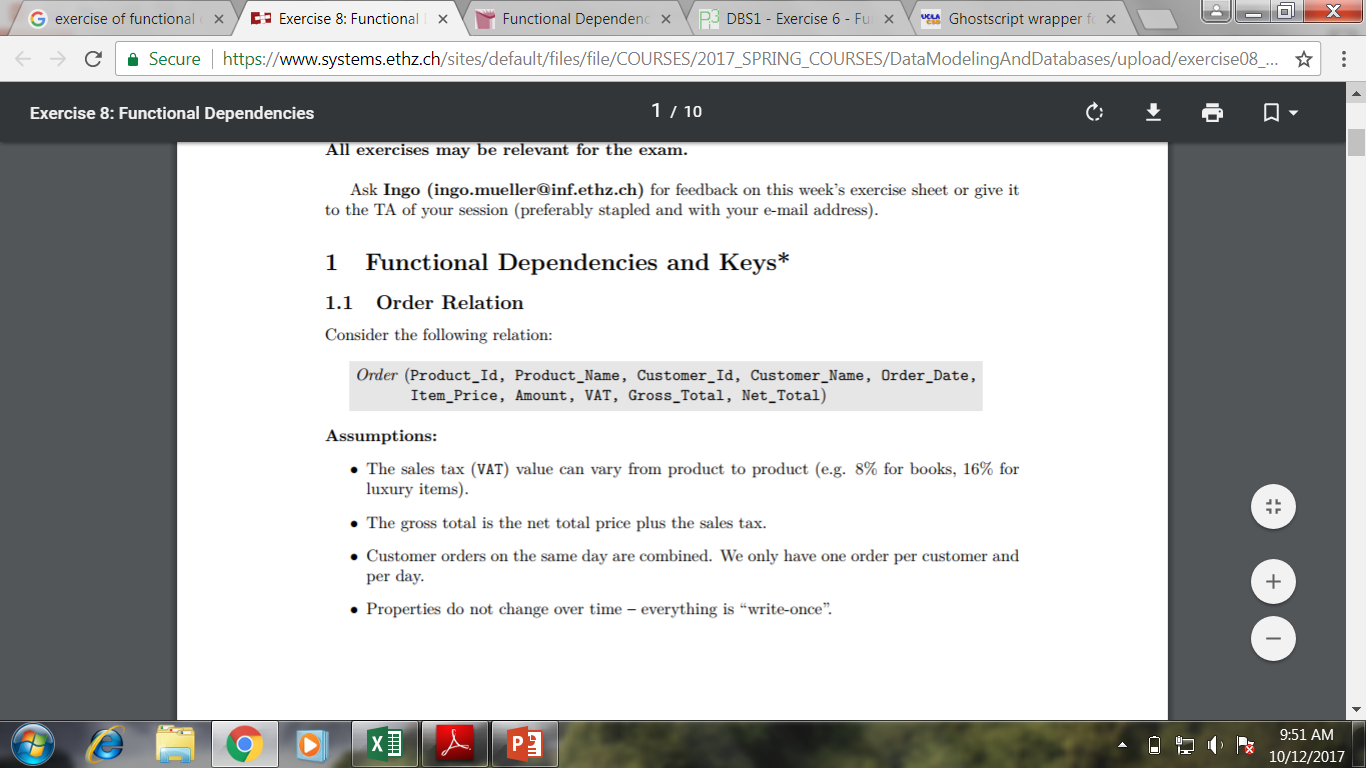 exercise of functional
Exercise 8: Functional
Functional Dependenc
DBS1 - Exercise 6 - Fu
UCLA
Ghostscript wrapper f
Secure
https://www.systems.ethz.ch/sites/default/files/file/COURSES/2017_SPRING_COURSES/DataModelingAndDatabases/upload/exercise08_...
Exercise 8: Functional Dependencies
1 / 10
All exercises may be relevant for the exam.
Ask Ingo (ingo.mueller@inf.ethz.ch) for feedback on this week's exercise sheet or give it
to the TA of your session (preferably stapled and with your e-mail address).
1 Functional Dependencies and Keys*
1.1 Order Relation
Consider the following relation:
Order (Product_Id, Product_Name, Customer_Id, Customer_Name, Order_Date,
Item_Price, Amount, VAT, Gross_Total, Net_Total)
Assumptions:
• The sales tax (VAT) value can vary from product to product (e.g. 8% for books, 16% for
luxury items).
• The gross total is the net total price plus the sales tax.
• Customer orders on the same day are combined. We only have one order per customer and
per day.
• Properties do not change over time – everything is “write-once”.
9:51 AM
10/12/2017